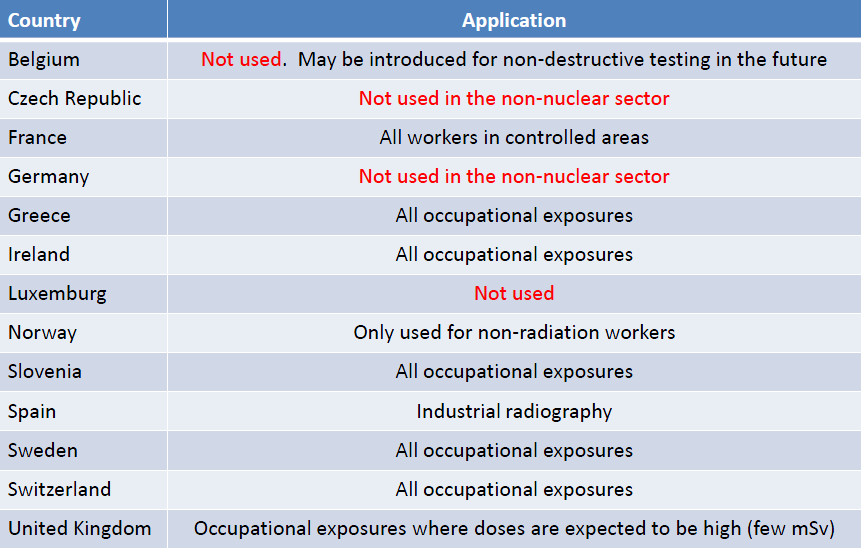 Country Application
Belgium Not used. May be introduced for non-destructive testing in the future
Czech Republic Not used in the non-nuclear sector
France All workers in controlled areas
Germany Not used in the non-nuclear sector
Greece All occupational exposures
Ireland All occupational exposures
Luxemburg Not used
Norway Only used for non-radiation workers
Slovenia All occupational exposures
Spain Industrial radiography
Sweden All occupational exposures
Switzerland All occupational exposures
United Kingdom Occupational exposures where doses are expected to be high (few mSv)